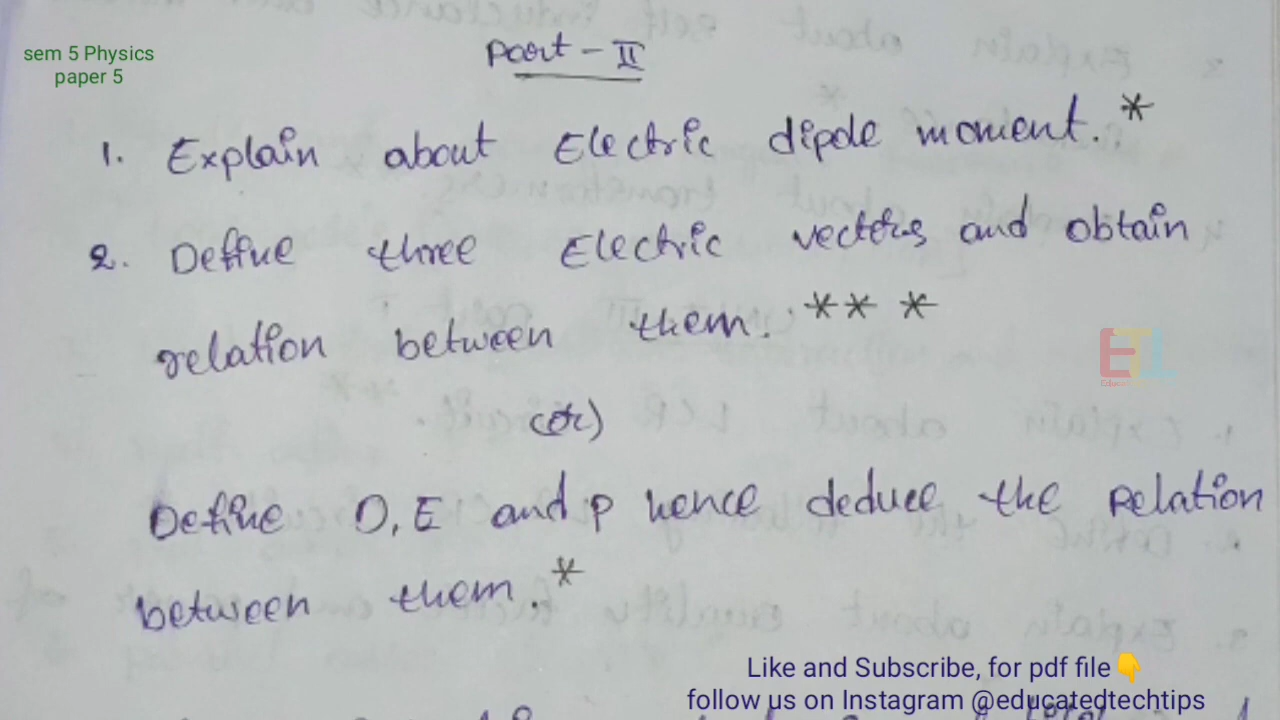 sem 5 Physics
paper 5
Part - II
1. Explain about Electric dipole moment. *
2. Define three Electric vectors and obtain
relation between them. ** *
(or)
Define D, E and p hence deduce the Relation
between them. *
Like and Subscribe, for pdf file👇
follow us on Instagram @educatedtechtips